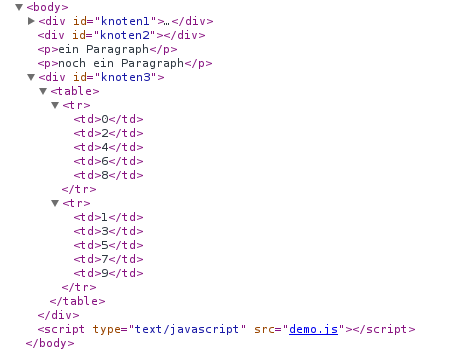 <body>
<div id="knoten1">…</div>
<div id="knoten2"></div>
<p>ein Paragraph</p>
<p>noch ein Paragraph</p>
<div id="knoten3">
<table>
<tr>
<td>0</td>
<td>2</td>
<td>4</td>
<td>6</td>
<td>8</td>
</tr>
<tr>
<td>1</td>
<td>3</td>
<td>5</td>
<td>7</td>
<td>9</td>
</tr>
</table>
</div>
<script type="text/javascript" src="demo.js"></script>
</body>